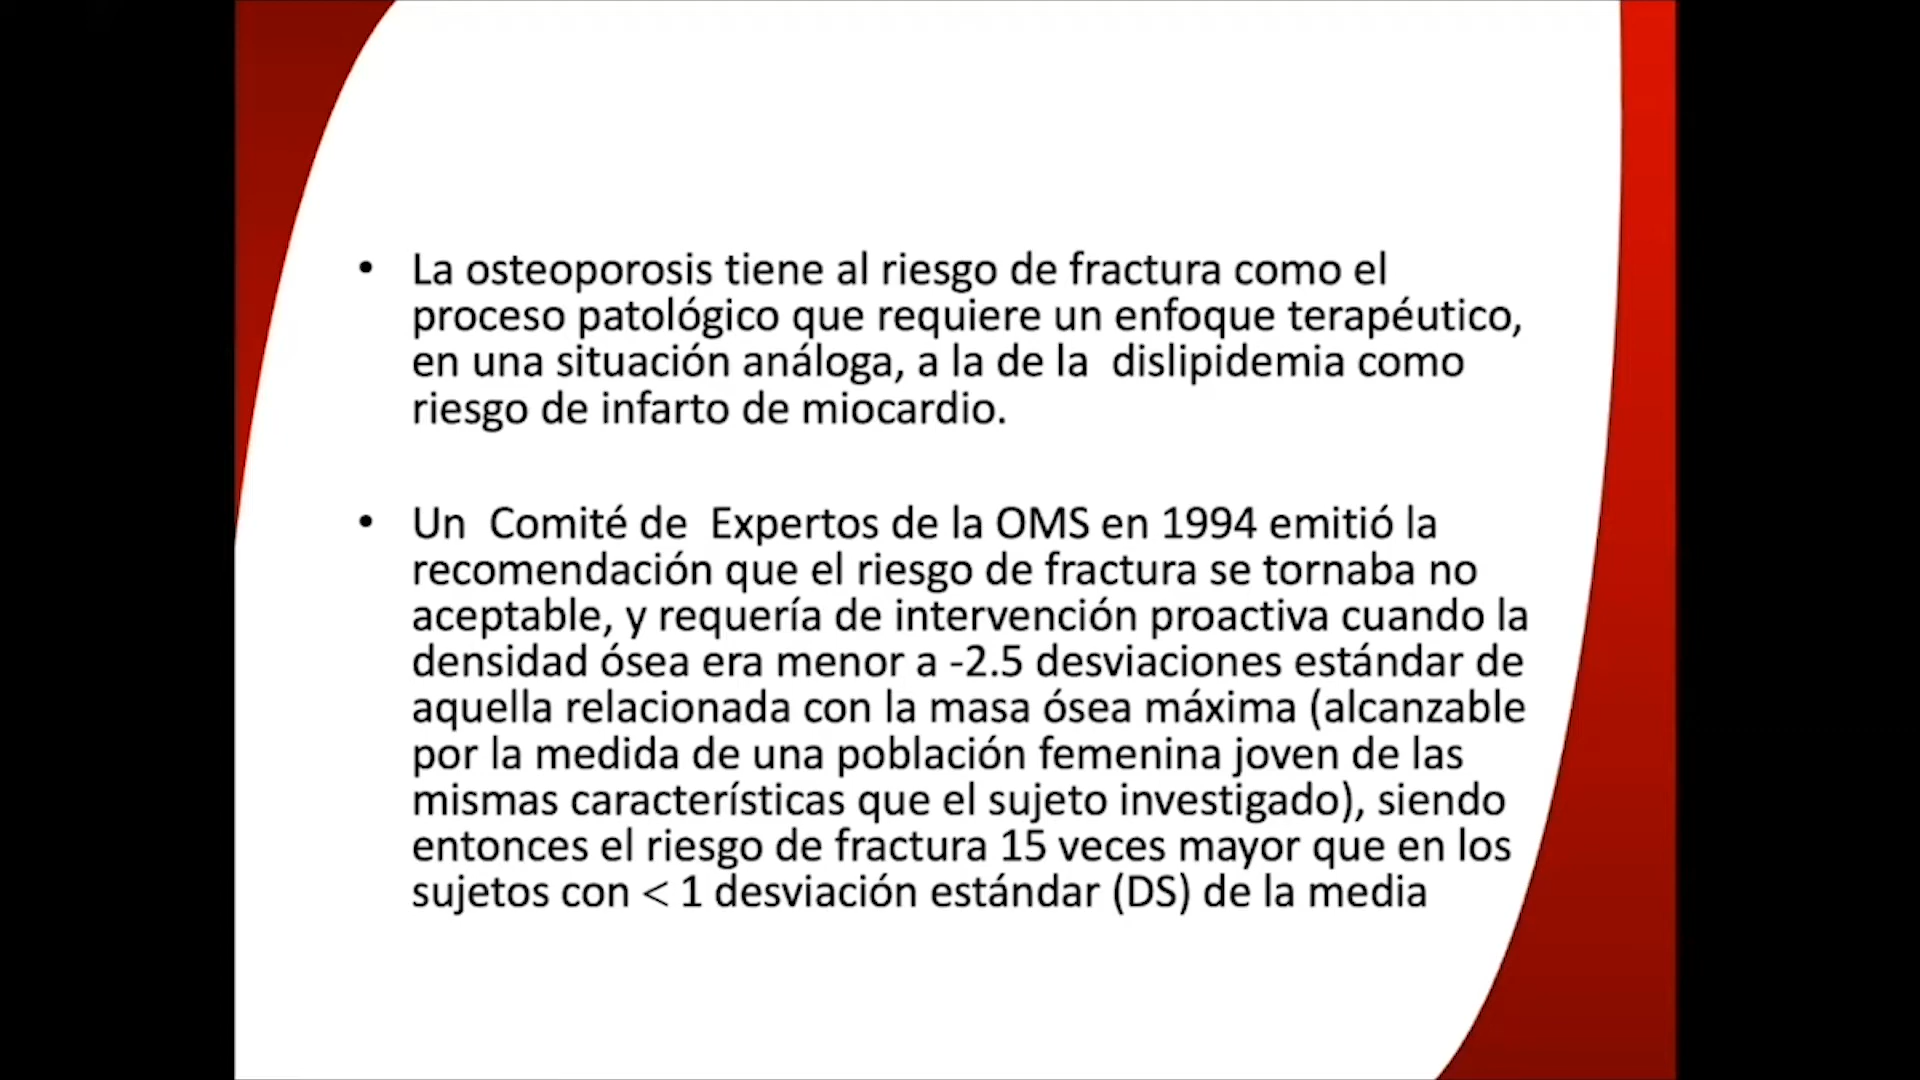 • La osteoporosis tiene al riesgo de fractura como el
proceso patológico que requiere un enfoque terapéutico,
en una situación análoga, a la de la  dislipidemia como
riesgo de infarto de miocardio.
• Un  Comité de  Expertos de la OMS en 1994 emitió la
recomendación que el riesgo de fractura se tornaba no
aceptable, y requería de intervención proactiva cuando la
densidad ósea era menor a -2.5 desviaciones estándar de
aquella relacionada con la masa ósea máxima (alcanzable
por la medida de una población femenina joven de las
mismas características que el sujeto investigado), siendo
entonces el riesgo de fractura 15 veces mayor que en los
sujetos con < 1 desviación estándar (DS) de la media